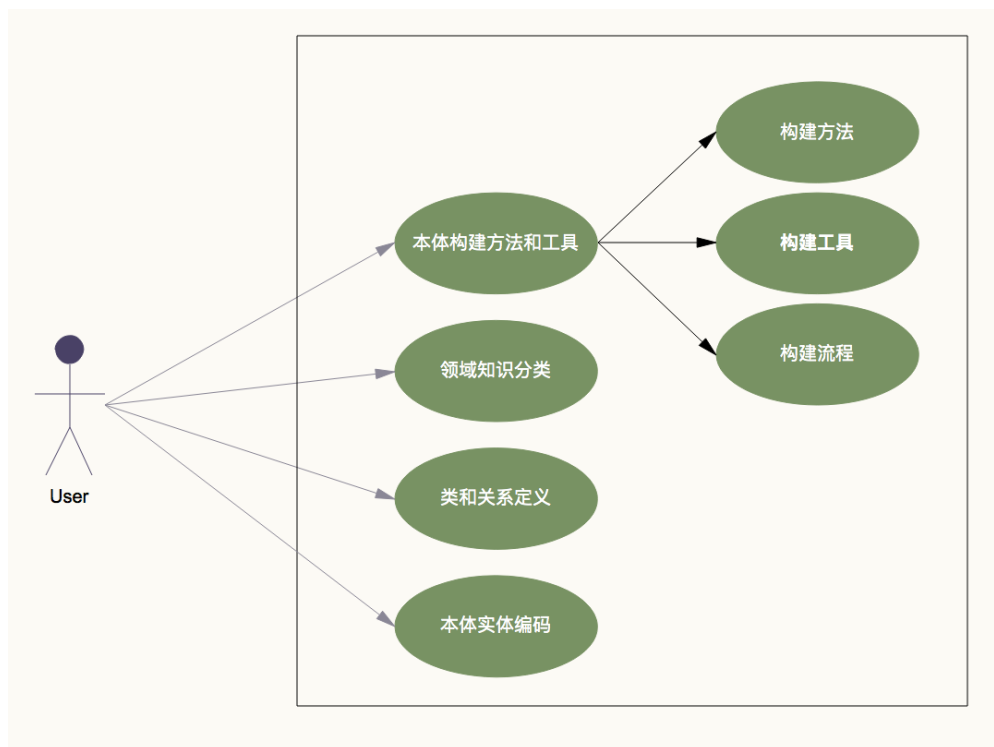 构建方法
本体构建方法和工具
构建工具
构建流程
领域知识分类
类和关系定义
本体实体编码
User